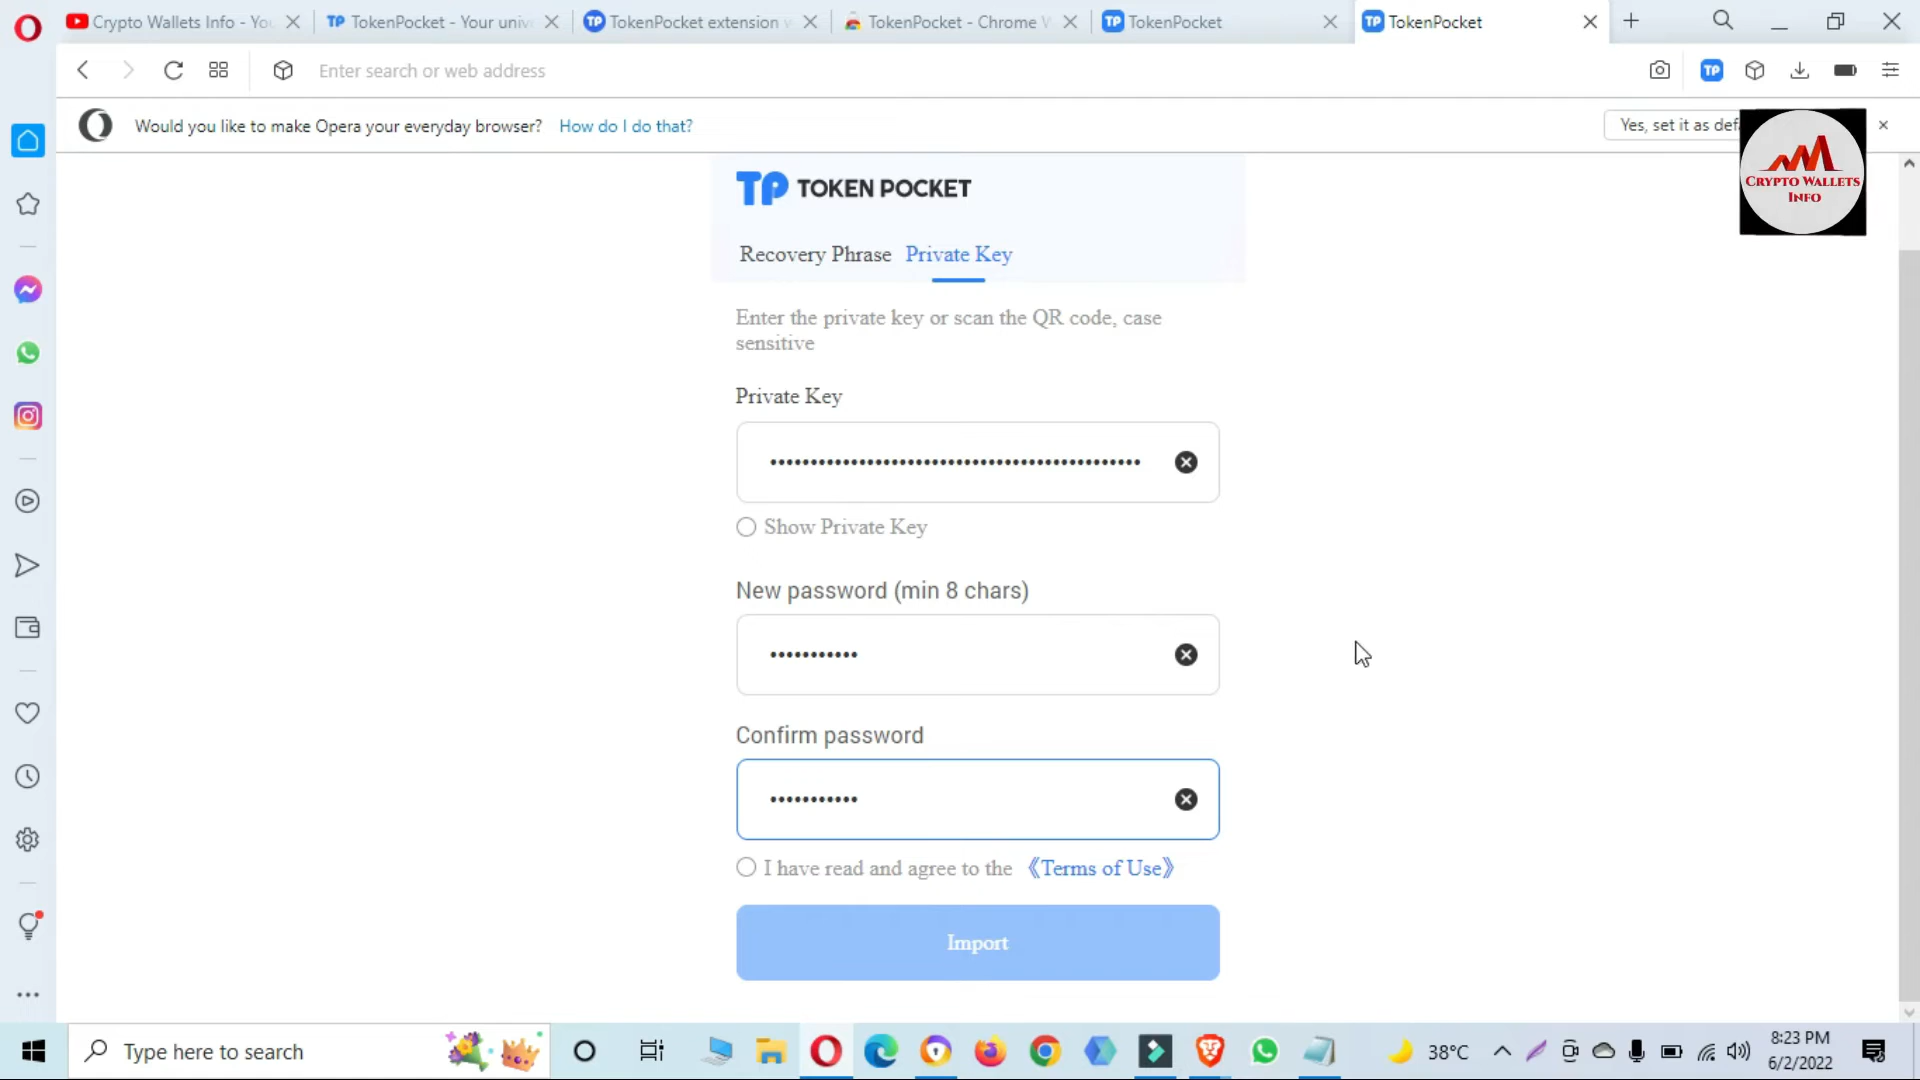 Crypto Wallets Info - You
TokenPocket - Your univ
TokenPocket extension w
TokenPocket - Chrome W
TokenPocket
TokenPocket
Enter search or web address
Would you like to make Opera your everyday browser? How do I do that?
Yes, set it as def
CRYPTO WALLETS
INFO
TP TOKEN POCKET
Recovery Phrase Private Key
Enter the private key or scan the QR code, case
sensitive
Private Key
Show Private Key
New password (min 8 chars)
Confirm password
I have read and agree to the 《Terms of Use》
Import
Type here to search
38°C
8:23 PM
6/2/2022